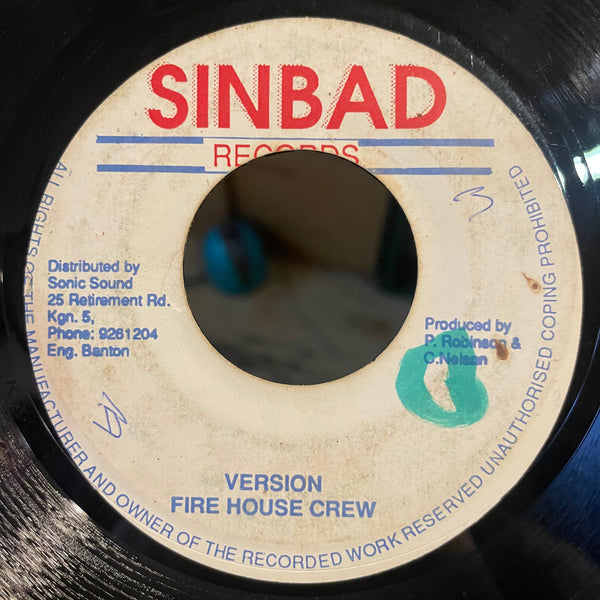 SINBAD
RECORDS
Distributed by
Sonic Sound
25 Retirement Rd.
Kgn. 5,
Phone: 9261204
Eng. Banton
Produced by
P. Robinson &
C.Nelson
VERSION
FIRE HOUSE CREW
ALL RIGHTS OF THE MANUFACTURER AND OWNER OF THE RECORDED WORK RESERVED UNAUTHORISED COPING PROHIBITED